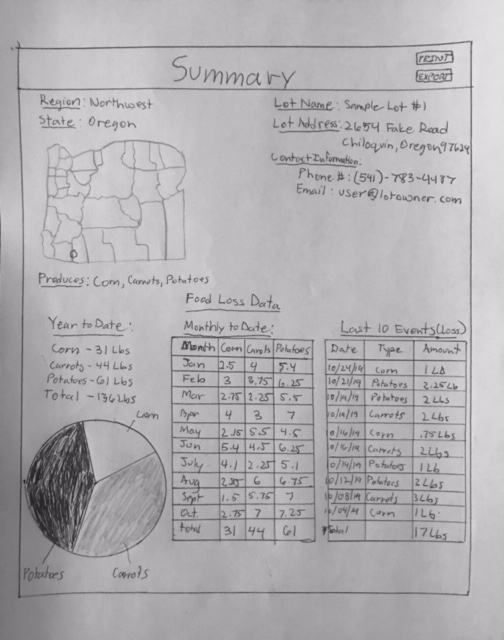 Summary
PRINT
EXPORT
Region: Northwest
State: Oregon
Lot Name: Sample Lot #1
Lot Address: 2654 Fake Road
Chiloquin, Oregon 97624
Contact Information:
Phone #: (541)-783-4487
Email: user@lotowner.com
Produces: Corn, Carrots, Potatoes
Food Loss Data
Year to Date:
Corn - 31 Lbs
Carrots - 44 Lbs
Potatoes - 61 Lbs
Total - 136 Lbs
Corn
Potatoes
Carrots
Monthly to Date:
Month Corn Carrots Potatoes
Jan 2.5 4 5.4
Feb 3 3.75 6.25
Mar 2.75 2.25 5.5
Apr 4 3 7
May 2.15 5.5 4.5
Jun 5.4 4.5 6.25
July 4.1 2.25 5.1
Aug 6 6.75
Sept 1.5 5.75 7
Oct. 2.75 7 7.25
total 31 44 61
Last 10 Events (Loss)
Date Type Amount
10/24/19 Corn 1 Lb
10/21/19 Potatoes 2.25 Lb
10/19/19 Potatoes 2 Lbs
10/19/19 Carrots 2 Lbs
10/16/19 Corn .75 Lbs
10/16/19 Carrots 2 Lbs
10/14/19 Potatoes 1 Lb
10/12/19 Potatoes 2 Lbs
10/08/19 Carrots 3 Lbs
10/04/19 Corn 1 Lb
Total 17 Lbs